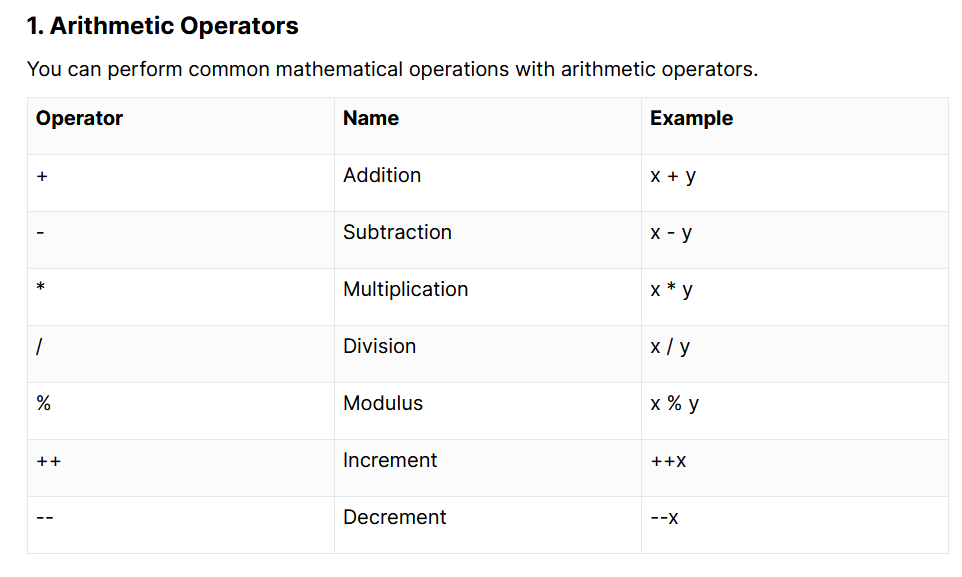 1. Arithmetic Operators
You can perform common mathematical operations with arithmetic operators.
Operator Name Example
+ Addition x + y
- Subtraction x - y
* Multiplication x * y
/ Division x / y
% Modulus x % y
++ Increment ++x
-- Decrement --x